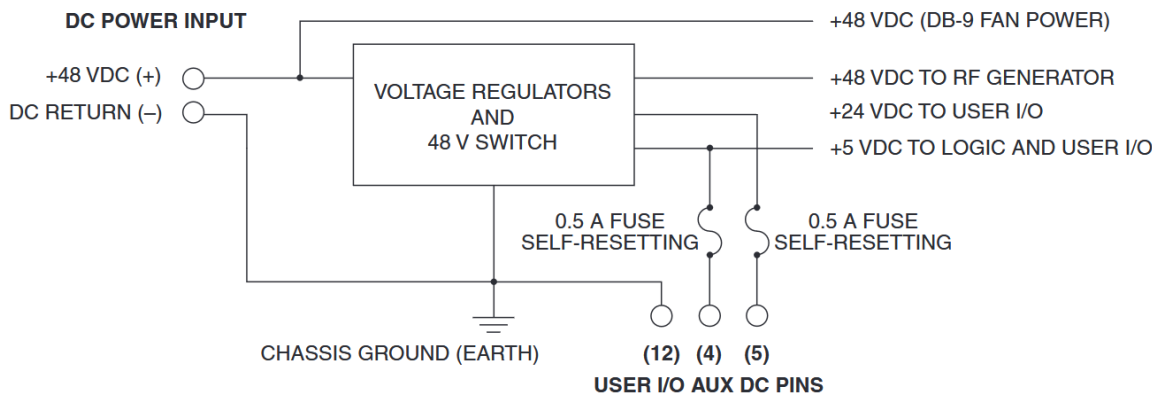 DC POWER INPUT
+48 VDC (DB-9 FAN POWER)
+48 VDC (+)
+48 VDC TO RF GENERATOR
DC RETURN (–)
+24 VDC TO USER I/O
+5 VDC TO LOGIC AND USER I/O
VOLTAGE REGULATORS
AND
48 V SWITCH
0.5 A FUSE
SELF-RESETTING
0.5 A FUSE
SELF-RESETTING
CHASSIS GROUND (EARTH)
(12) (4) (5)
USER I/O AUX DC PINS